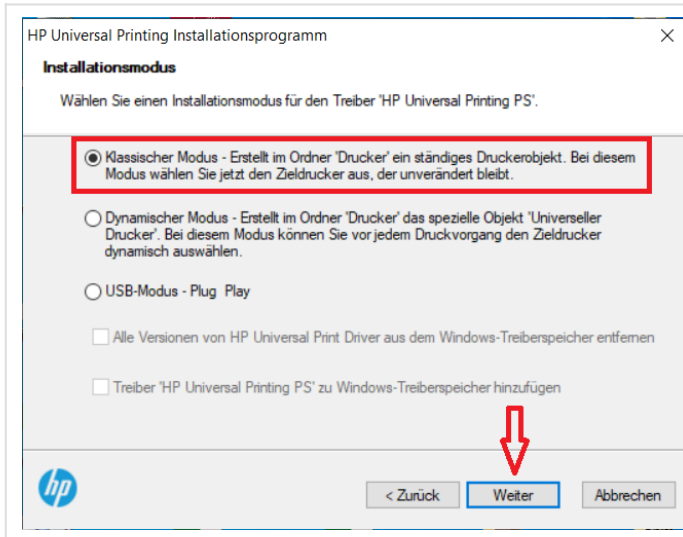 HP Universal Printing Installationsprogramm
Installationsmodus
Wählen Sie einen Installationsmodus für den Treiber 'HP Universal Printing PS'.
Klassischer Modus - Erstellt im Ordner 'Drucker' ein ständiges Druckerobjekt. Bei diesem
Modus wählen Sie jetzt den Zieldrucker aus, der unverändert bleibt.
Dynamischer Modus - Erstellt im Ordner 'Drucker' das spezielle Objekt 'Universeller
Drucker'. Bei diesem Modus können Sie vor jedem Druckvorgang den Zieldrucker
dynamisch auswählen.
USB-Modus - Plug Play
Alle Versionen von HP Universal Print Driver aus dem Windows-Treiberspeicher entfernen
Treiber 'HP Universal Printing PS' zu Windows-Treiberspeicher hinzufügen
hp
< Zurück Weiter Abbrechen